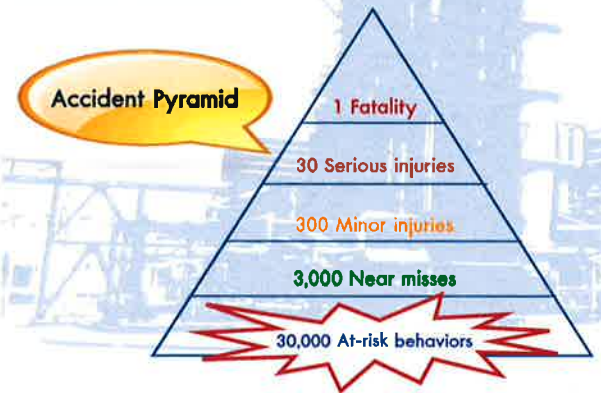 Accident Pyramid
1 Fatality
30 Serious injuries
300 Minor injuries
3,000 Near misses
30,000 At-risk behaviors